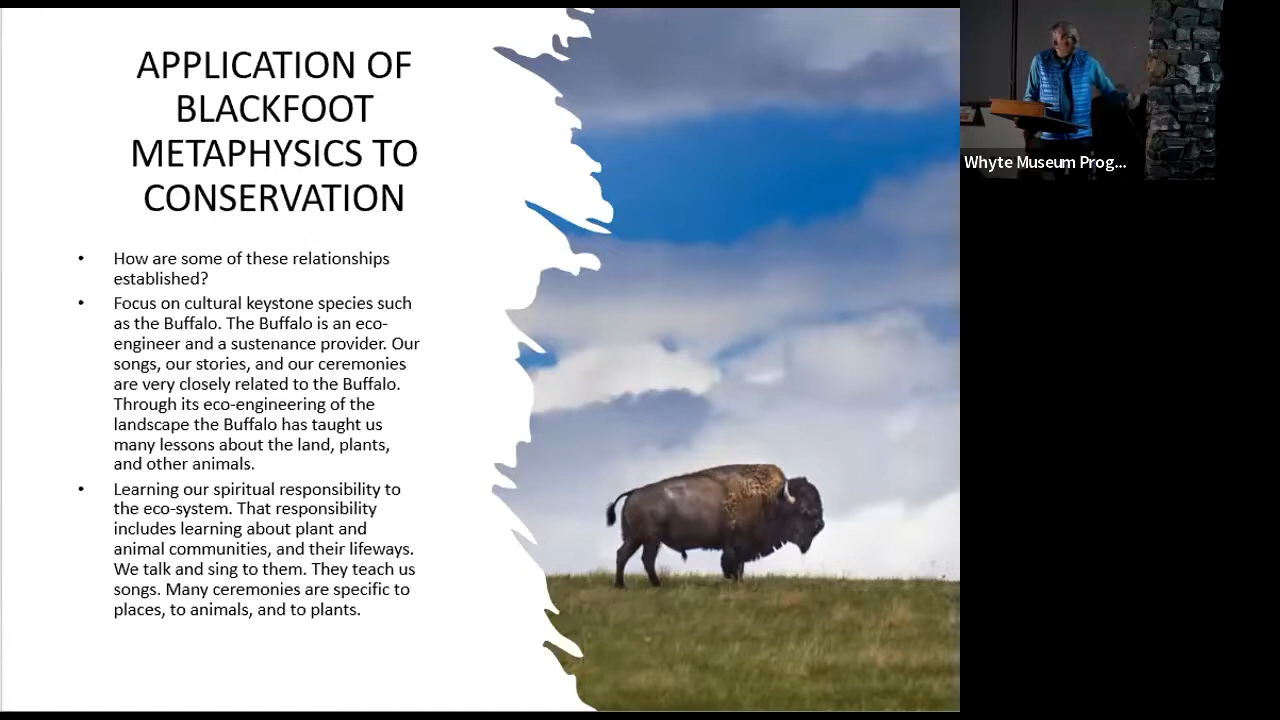 APPLICATION OF
BLACKFOOT
METAPHYSICS TO
CONSERVATION
• How are some of these relationships
established?
• Focus on cultural keystone species such
as the Buffalo. The Buffalo is an eco-
engineer and a sustenance provider. Our
songs, our stories, and our ceremonies
are very closely related to the Buffalo.
Through its eco-engineering of the
landscape the Buffalo has taught us
many lessons about the land, plants,
and other animals.
• Learning our spiritual responsibility to
the eco-system. That responsibility
includes learning about plant and
animal communities, and their lifeways.
We talk and sing to them. They teach us
songs. Many ceremonies are specific to
places, to animals, and to plants.
Whyte Museum Prog...